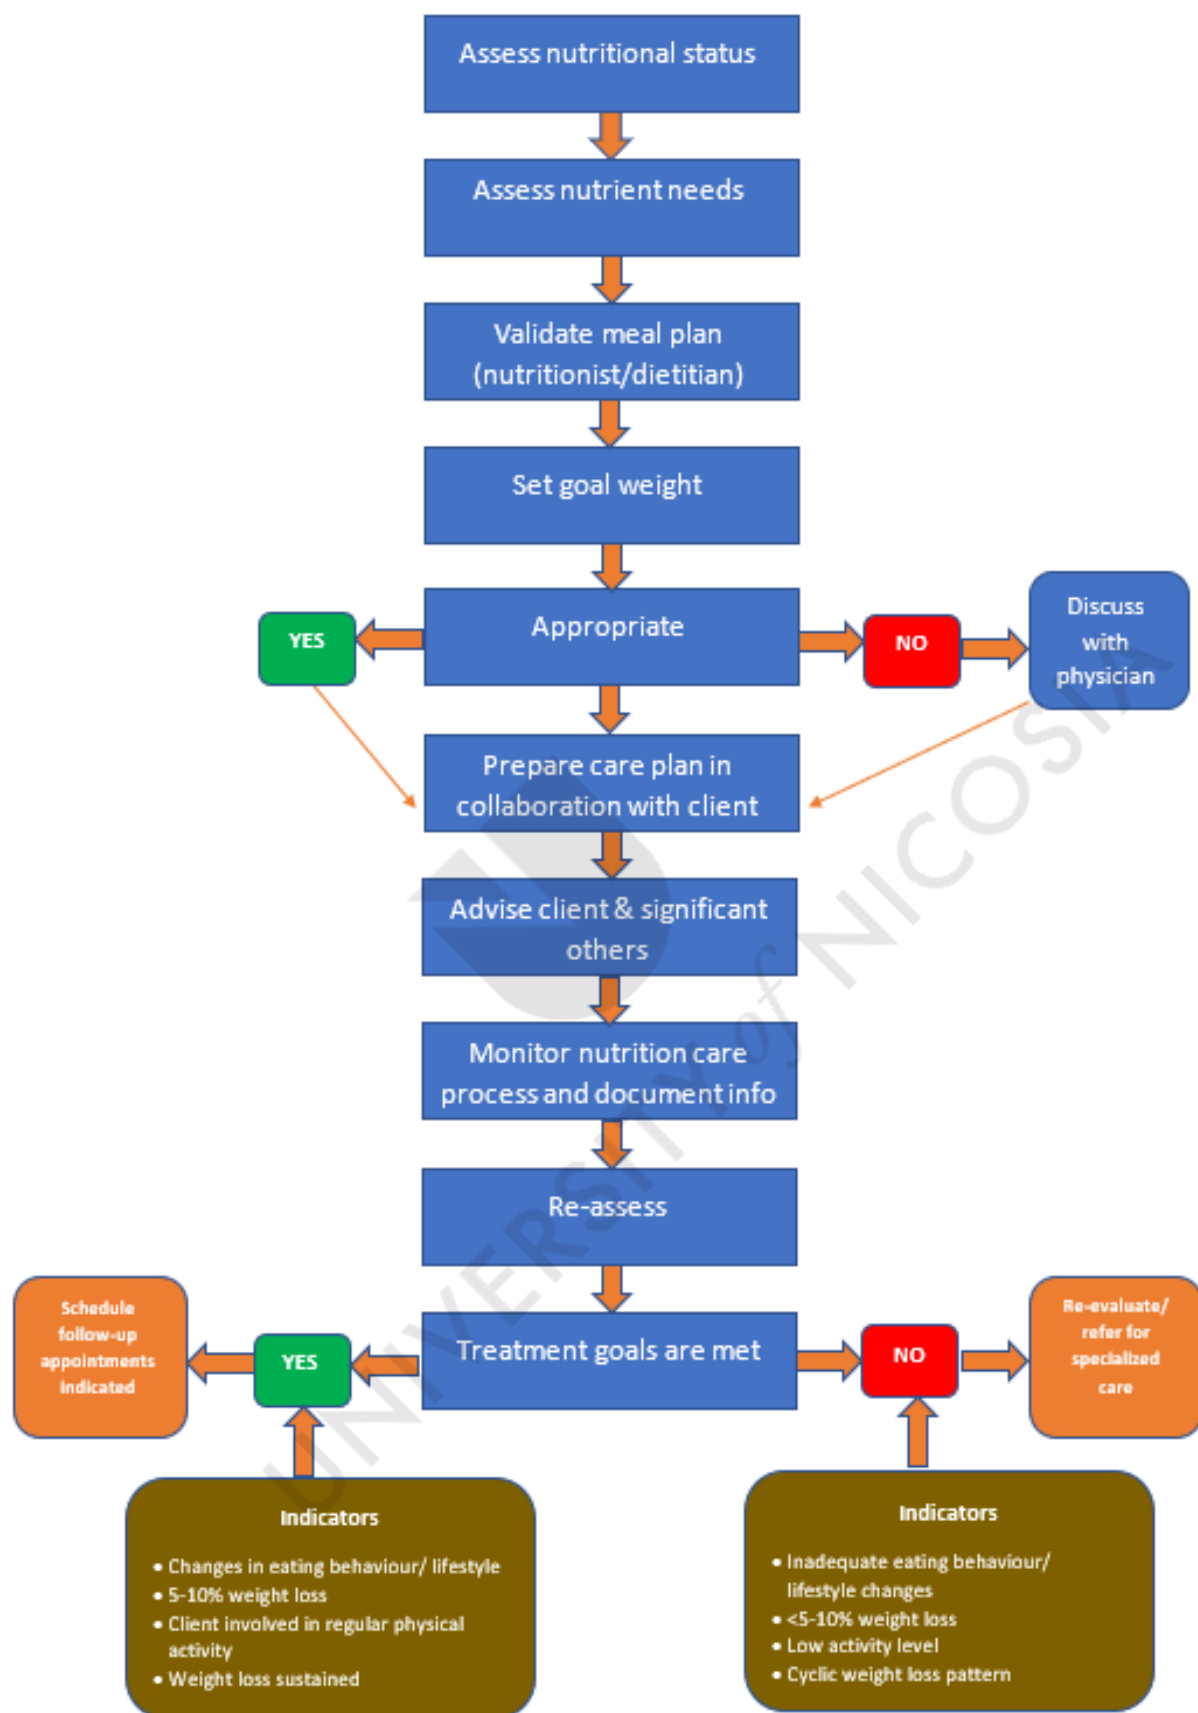 Assess nutritional status
Assess nutrient needs
Validate meal plan
(nutritionist/dietitian)
Set goal weight
Appropriate
YES
NO
Discuss
with
physician
Prepare care plan in
collaboration with client
Advise client & significant
others
Monitor nutrition care
process and document info
Re-assess
Treatment goals are met
YES
NO
Schedule
follow-up
appointments
indicated
Re-evaluate/
refer for
specialized
care
Indicators
• Changes in eating behaviour/ lifestyle
• 5-10% weight loss
• Client involved in regular physical
activity
• Weight loss sustained
Indicators
• Inadequate eating behaviour/
lifestyle changes
• <5-10% weight loss
• Low activity level
• Cyclic weight loss pattern
UNIVERSITY of NICOSIA